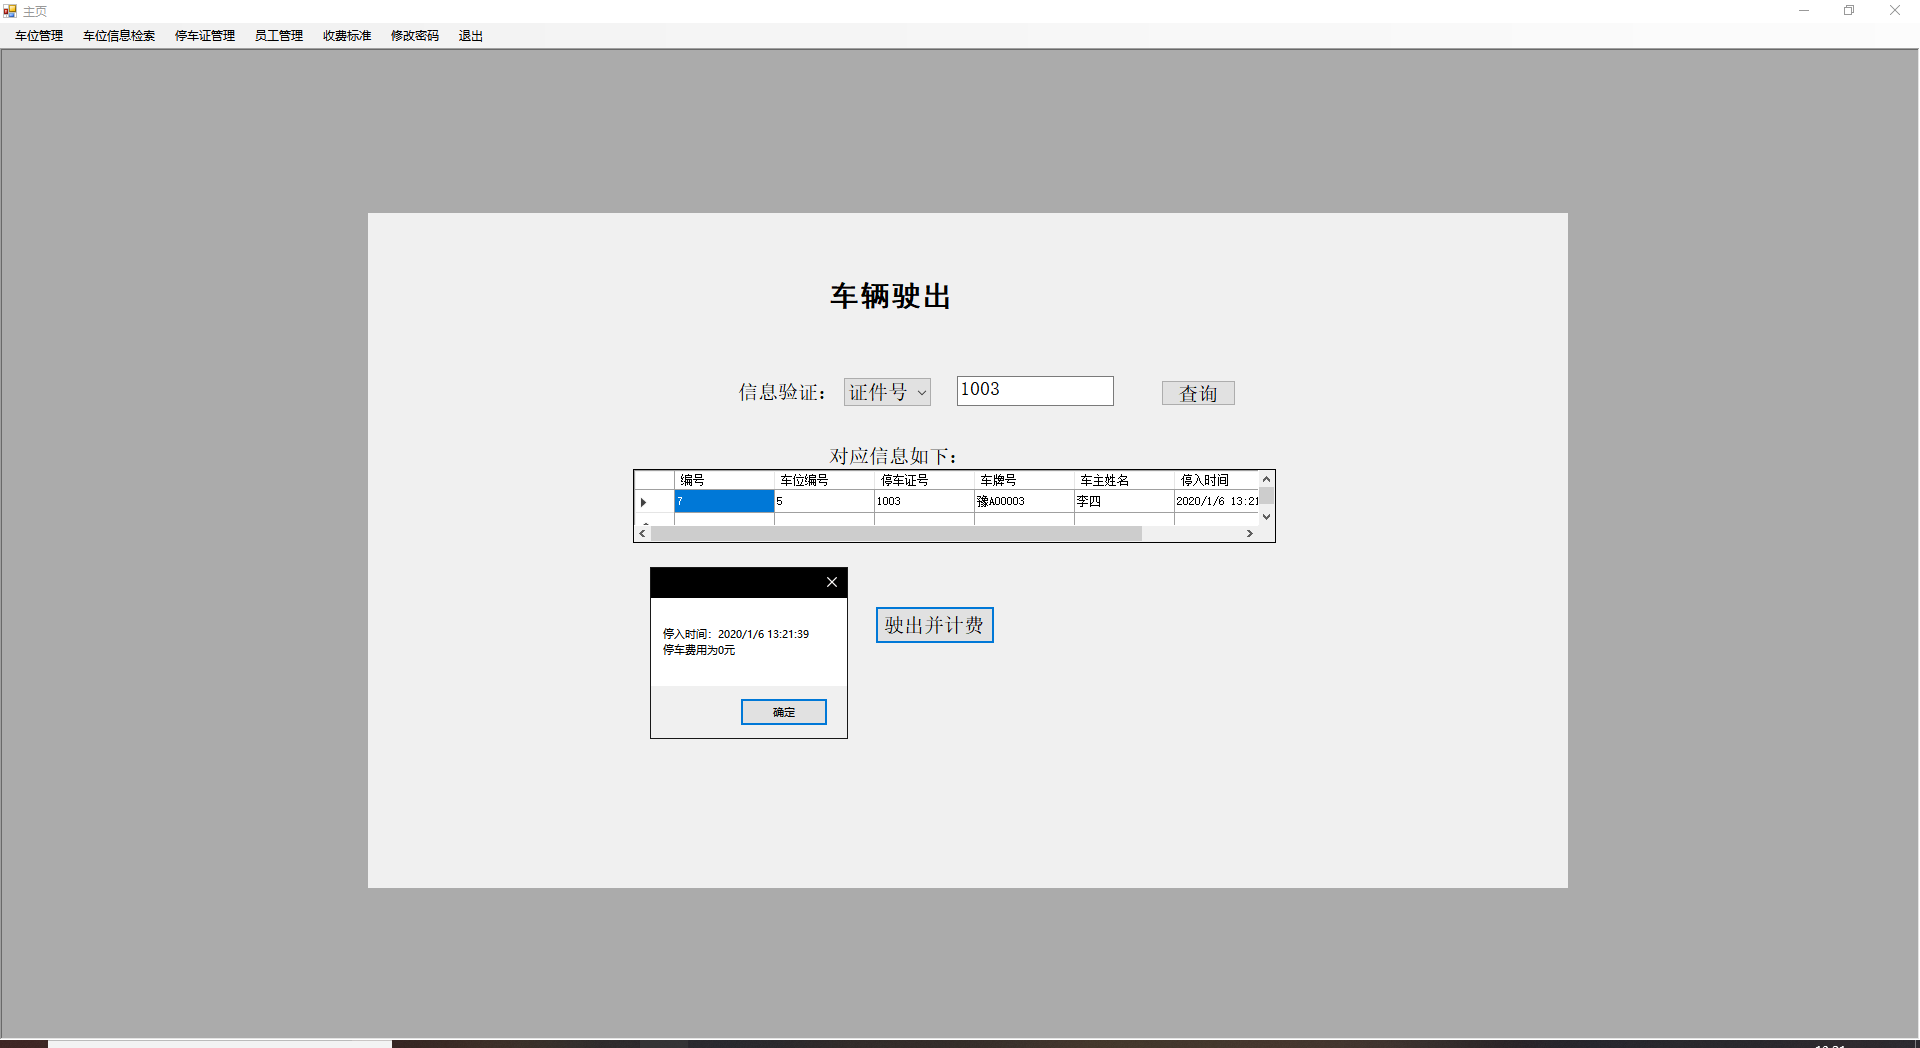 主页
车位管理 车位信息检索 停车证管理 员工管理 收费标准 修改密码 退出
车辆驶出
信息验证： 证件号 1003 查询
对应信息如下：
编号 车位编号 停车证号 车牌号 车主姓名 停入时间
7 5 1003 豫A00003 李四 2020/1/6 13:21
停入时间：2020/1/6 13:21:39
停车费用为0元
确定
驶出并计费